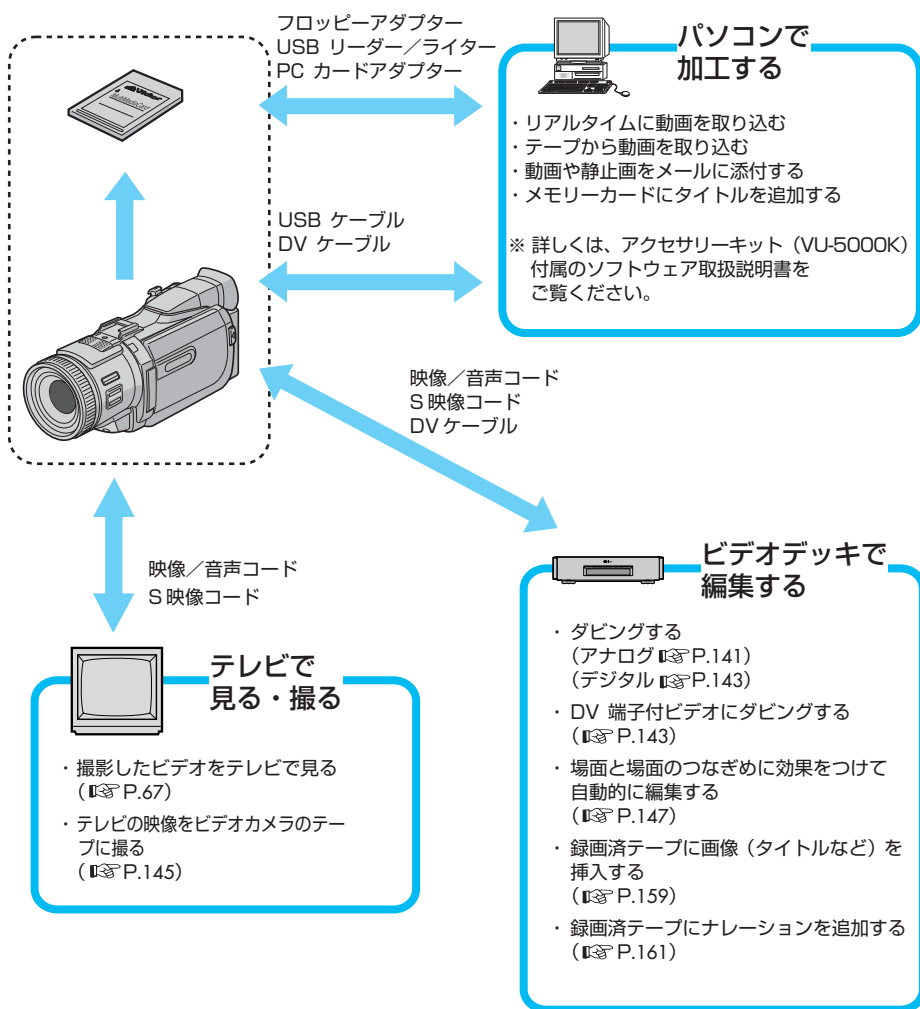 フロッピーアダプター
USB リーダー／ライター
PC カードアダプター
パソコンで
加工する
・リアルタイムに動画を取り込む
・テープから動画を取り込む
・動画や静止画をメールに添付する
・メモリーカードにタイトルを追加する
※ 詳しくは、アクセサリーキット（VU-5000K）
付属のソフトウェア取扱説明書を
ご覧ください。
USB ケーブル
DV ケーブル
映像／音声コード
S 映像コード
DV ケーブル
映像／音声コード
S 映像コード
テレビで
見る・撮る
・撮影したビデオをテレビで見る
（☞ P.67）
・テレビの映像をビデオカメラのテー
プに撮る
（☞ P.145）
ビデオデッキで
編集する
・ダビングする
（アナログ ☞ P.141）
（デジタル ☞ P.143）
・DV 端子付ビデオにダビングする
（☞ P.143）
・場面と場面のつなぎめに効果をつけて
自動的に編集する
（☞ P.147）
・録画済テープに画像（タイトルなど）を
挿入する
（☞ P.159）
・録画済テープにナレーションを追加する
（☞ P.161）